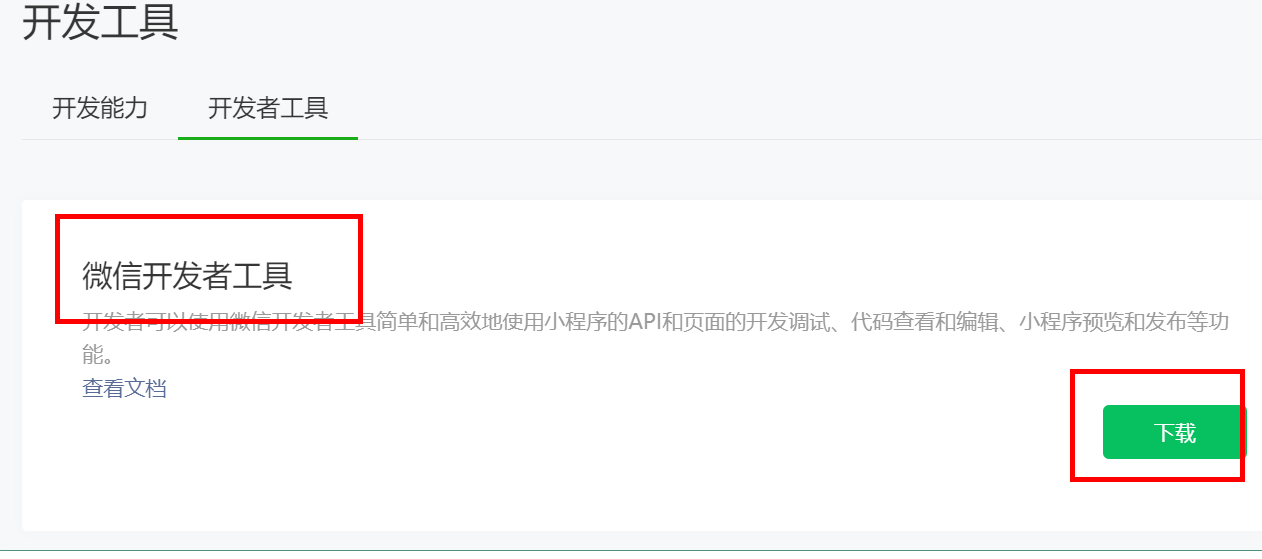 开发工具
开发能力
开发者工具
微信开发者工具
开发者可以使用微信开发者工具简单和高效地使用小程序的API和页面的开发调试、代码查看和编辑、小程序预览和发布等功
能。
查看文档
下载